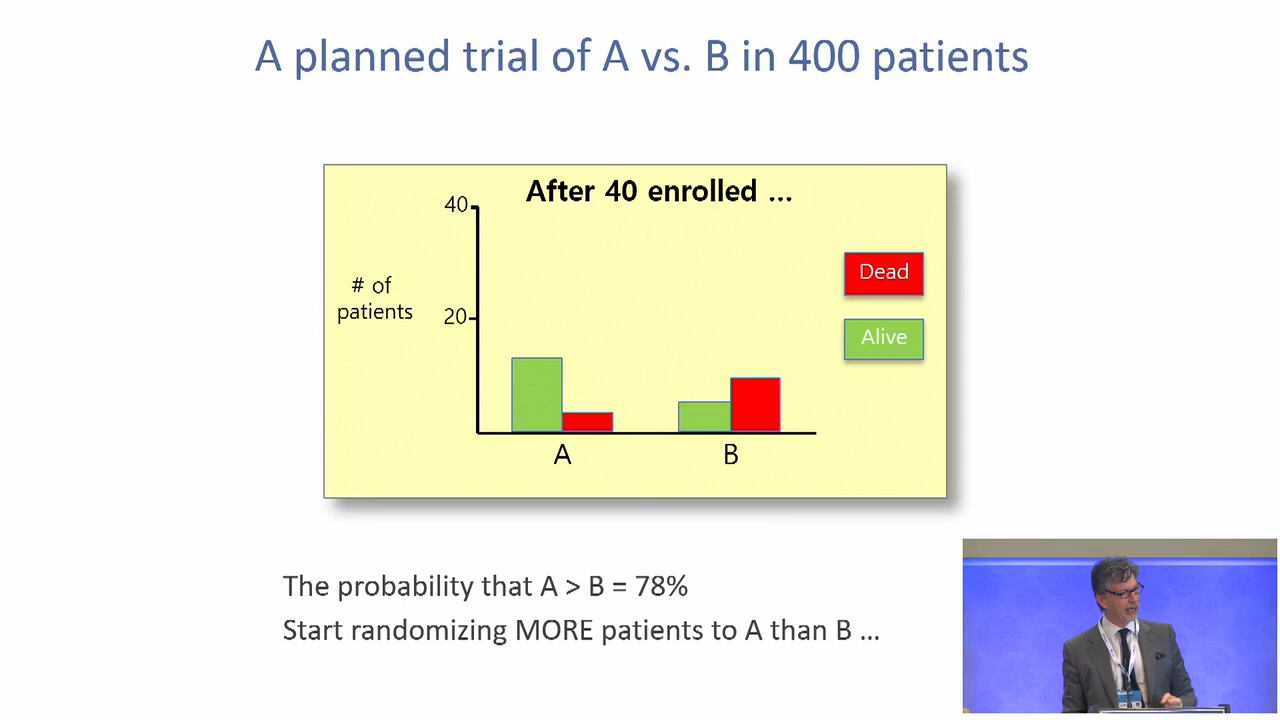 A planned trial of A vs. B in 400 patients
After 40 enrolled ...
40
# of
patients
20
Dead
Alive
A
B
The probability that A > B = 78%
Start randomizing MORE patients to A than B ...